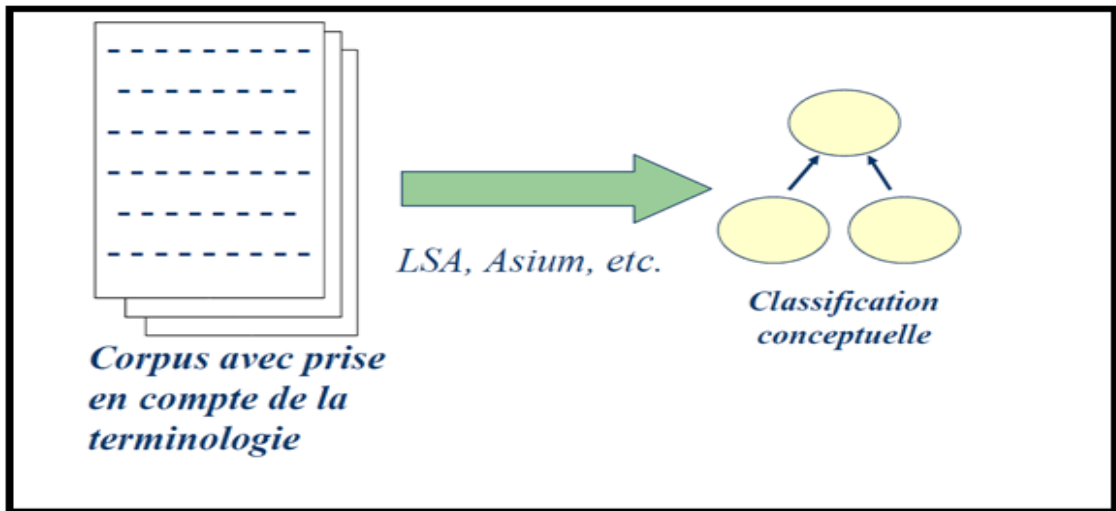 Corpus avec prise
en compte de la
terminologie
LSA, Asium, etc.
Classification
conceptuelle